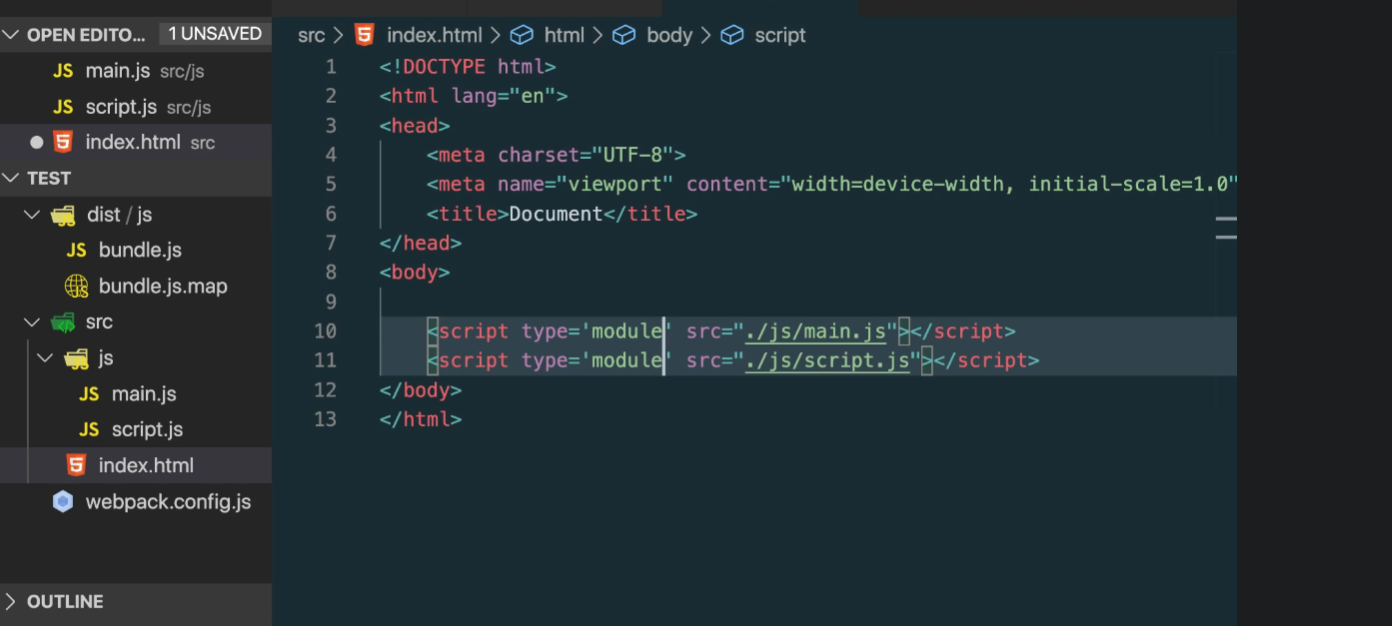 OPEN EDITO... 1 UNSAVED
JS main.js src/js
JS script.js src/js
5 index.html src
TEST
dist / js
JS bundle.js
bundle.js.map
src
js
JS main.js
JS script.js
5 index.html
webpack.config.js
OUTLINE
src > 5 index.html > html > body > script
1 <!DOCTYPE html>
2 <html lang="en">
3 <head>
4 <meta charset="UTF-8">
5 <meta name="viewport" content="width=device-width, initial-scale=1.0"
6 <title>Document</title>
7 </head>
8 <body>
9
10 <script type='module' src="./js/main.js"></script>
11 <script type='module' src="./js/script.js"></script>
12 </body>
13 </html>